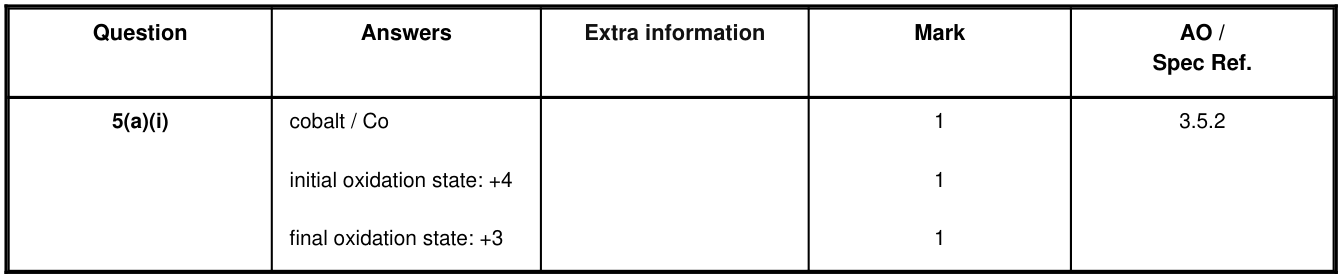 Question Answers Extra information Mark AO /
Spec Ref.
5(a)(i) cobalt / Co 1 3.5.2
initial oxidation state: +4 1
final oxidation state: +3 1